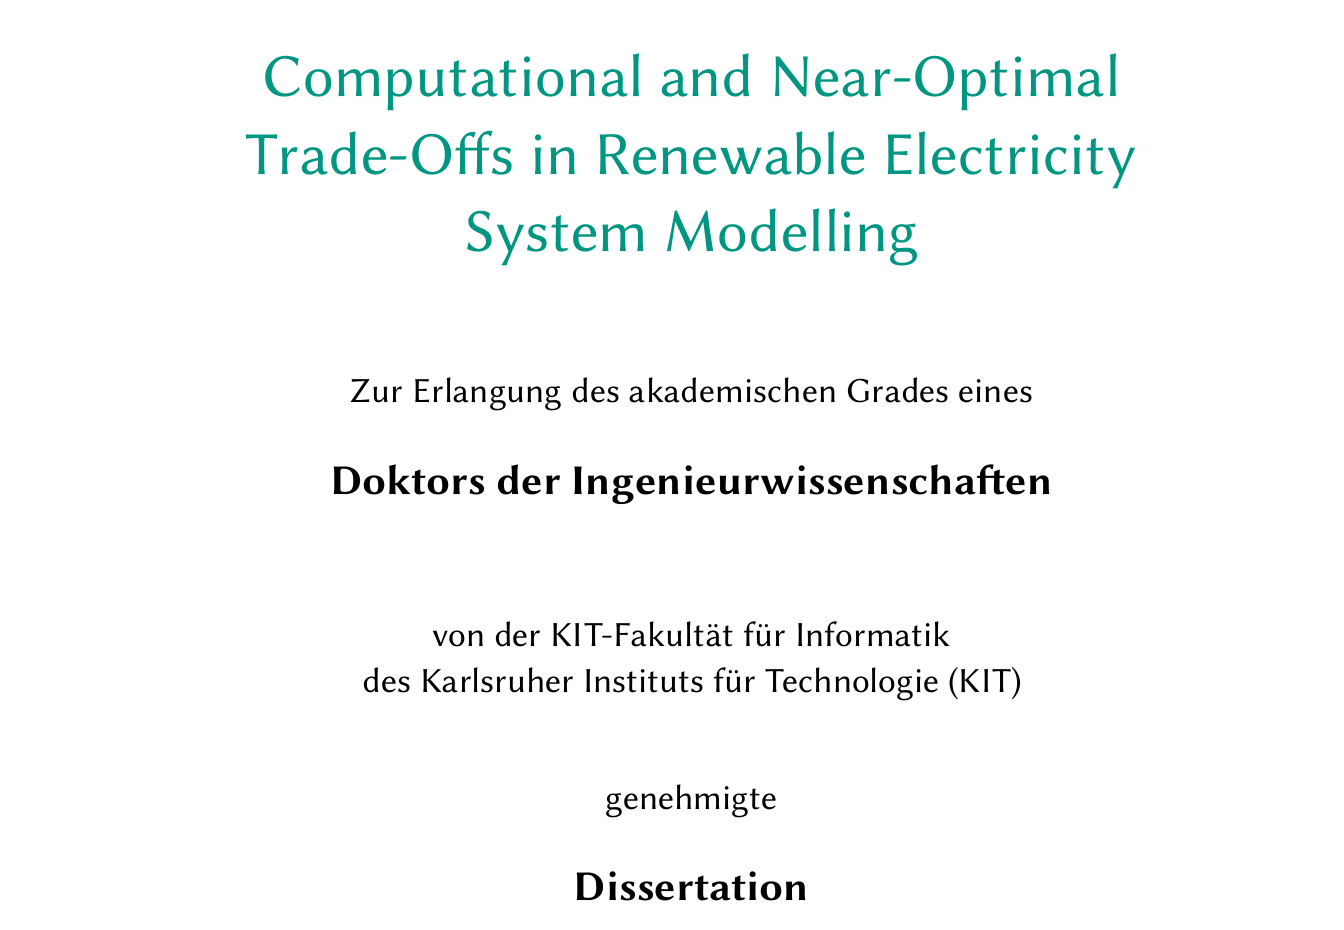 Computational and Near-Optimal
Trade-Offs in Renewable Electricity
System Modelling
Zur Erlangung des akademischen Grades eines
Doktors der Ingenieurwissenschaften
von der KIT-Fakultät für Informatik
des Karlsruher Instituts für Technologie (KIT)
genehmigte
Dissertation